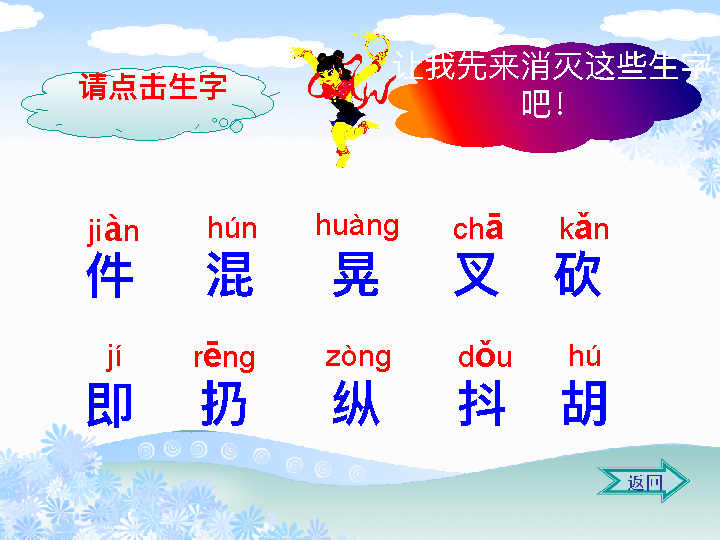 请点击生字
让我先来消灭这些生字
吧！
jiàn hún huàng chā kǎn
件 混 晃 叉 砍
jí rēng zòng dǒu hú
即 扔 纵 抖 胡
返回